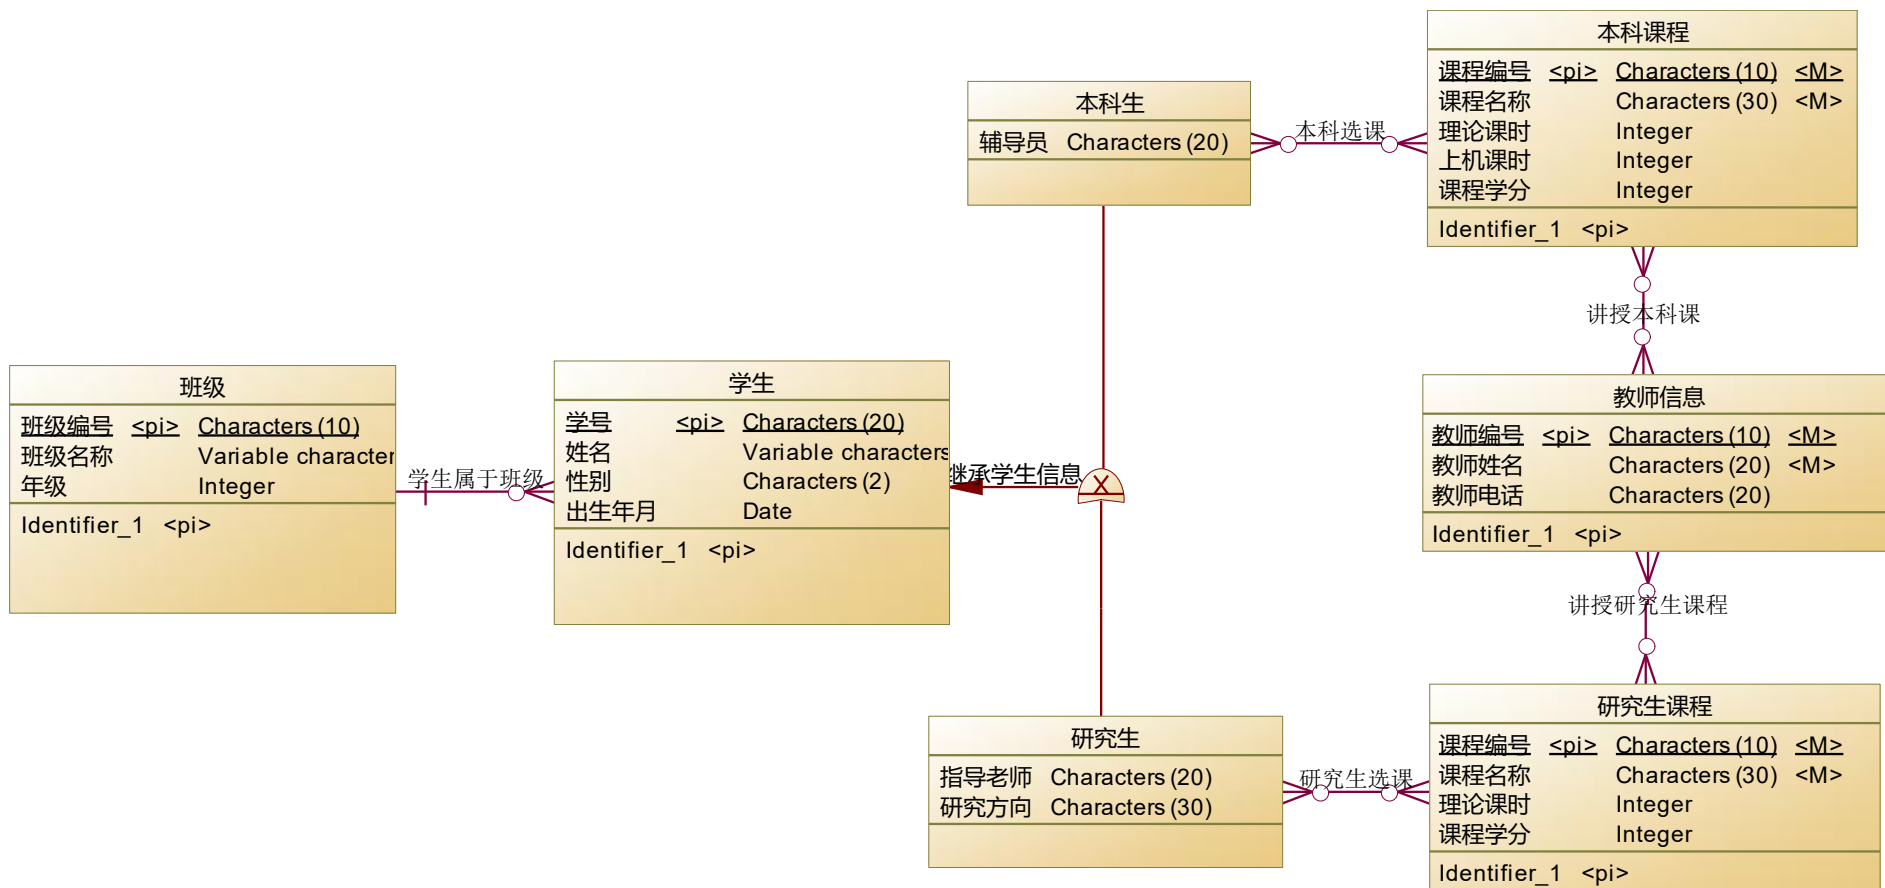 本科课程
课程编号 <pi> Characters (10) <M>
课程名称 Characters (30) <M>
理论课时 Integer
上机课时 Integer
课程学分 Integer
Identifier_1 <pi>
本科生
辅导员 Characters (20)
本科选课
讲授本科课
班级
班级编号 <pi> Characters (10)
班级名称 Variable character
年级 Integer
Identifier_1 <pi>
学生属于班级
学生
学号 <pi> Characters (20)
姓名 Variable characters
性别 Characters (2)
出生年月 Date
Identifier_1 <pi>
继承学生信息
X
教师信息
教师编号 <pi> Characters (10) <M>
教师姓名 Characters (20) <M>
教师电话 Characters (20)
Identifier_1 <pi>
讲授研究生课程
研究生
指导老师 Characters (20)
研究方向 Characters (30)
研究生选课
研究生课程
课程编号 <pi> Characters (10) <M>
课程名称 Characters (30) <M>
理论课时 Integer
课程学分 Integer
Identifier_1 <pi>